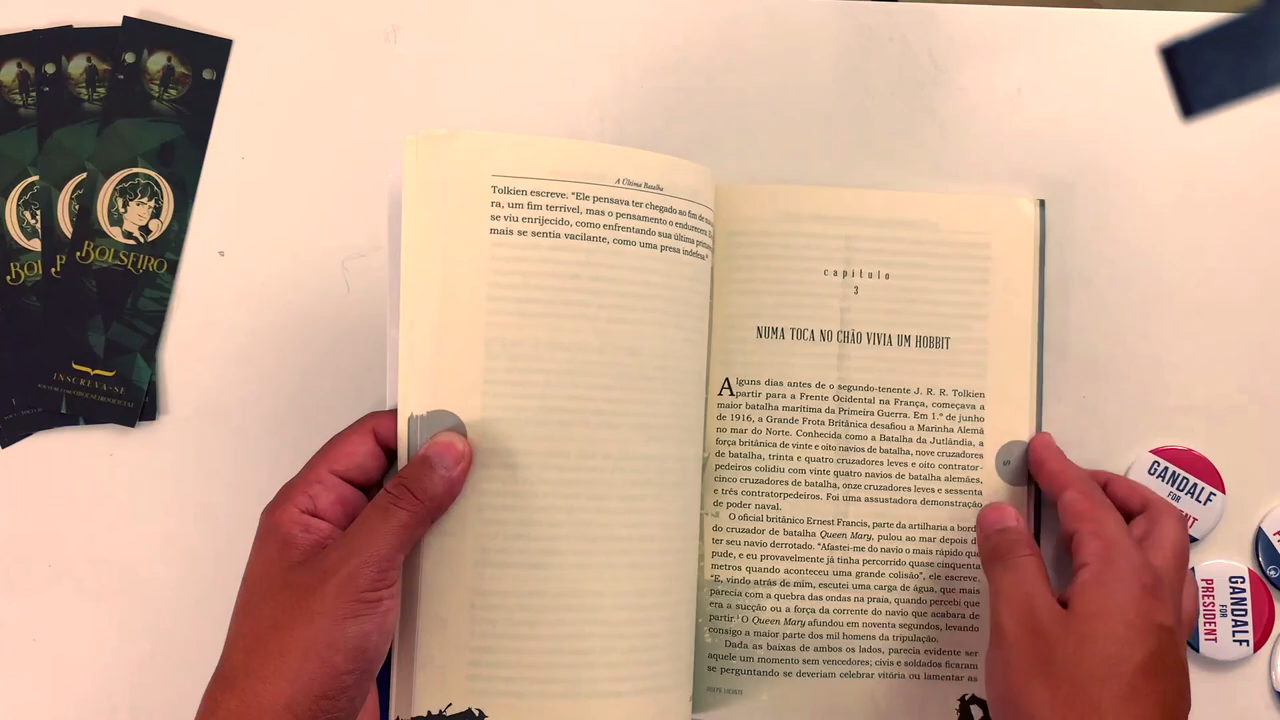 BOLSEIRO
INSCREVA-SE
A Última Batalha
Tolkien escreve. "Ele pensava ter chegado ao fim de
ra, um fim terrível, mas o pensamento o endurecera.
se viu enrijecido, como enfrentando sua última
mais se sentia vacilante, como uma presa indefesa.
capítulo
3
NUMA TOCA NO CHÃO VIVIA UM HOBBIT
Alguns dias antes de o segundo-tenente J. R. R. Tolkien
partir para a Frente Ocidental na França, começava a
maior batalha marítima da Primeira Guerra. Em 1.º de junho
de 1916, a Grande Frota Britânica desafiou a Marinha Alemã
no mar do Norte. Conhecida como a Batalha da Jutlândia, a
força britânica de vinte e oito navios de batalha, nove cruzadores
de batalha, trinta e quatro cruzadores leves e oito contrator-
pedeiros colidiu com vinte quatro navios de batalha alemães,
cinco cruzadores de batalha, onze cruzadores leves e sessenta
e três contratorpedeiros. Foi uma assustadora demonstração
de poder naval.
O oficial britânico Ernest Francis, parte da artilharia a bord
do cruzador de batalha Queen Mary, pulou ao mar depois d
ter seu navio derrotado. "Afastei-me do navio o mais rápido que
pude, e eu provavelmente já tinha percorrido quase cinquenta
metros quando aconteceu uma grande colisão", ele escreve.
"E, vindo atrás de mim, escutei uma carga de água, que mais
parecia com a quebra das ondas na praia, quando percebi que
era a sucção ou a força da corrente do navio que acabara de
partir.¹ O Queen Mary afundou em noventa segundos, levando
consigo a maior parte dos mil homens da tripulação.
Dada as baixas de ambos os lados, parecia evidente ser
aquele um momento sem vencedores; civis e soldados ficaram
se perguntando se deveriam celebrar vitória ou lamentar as
JOSEPH LOCONTE
GANDALF
FOR
GANDALF
FOR
PRESIDENT